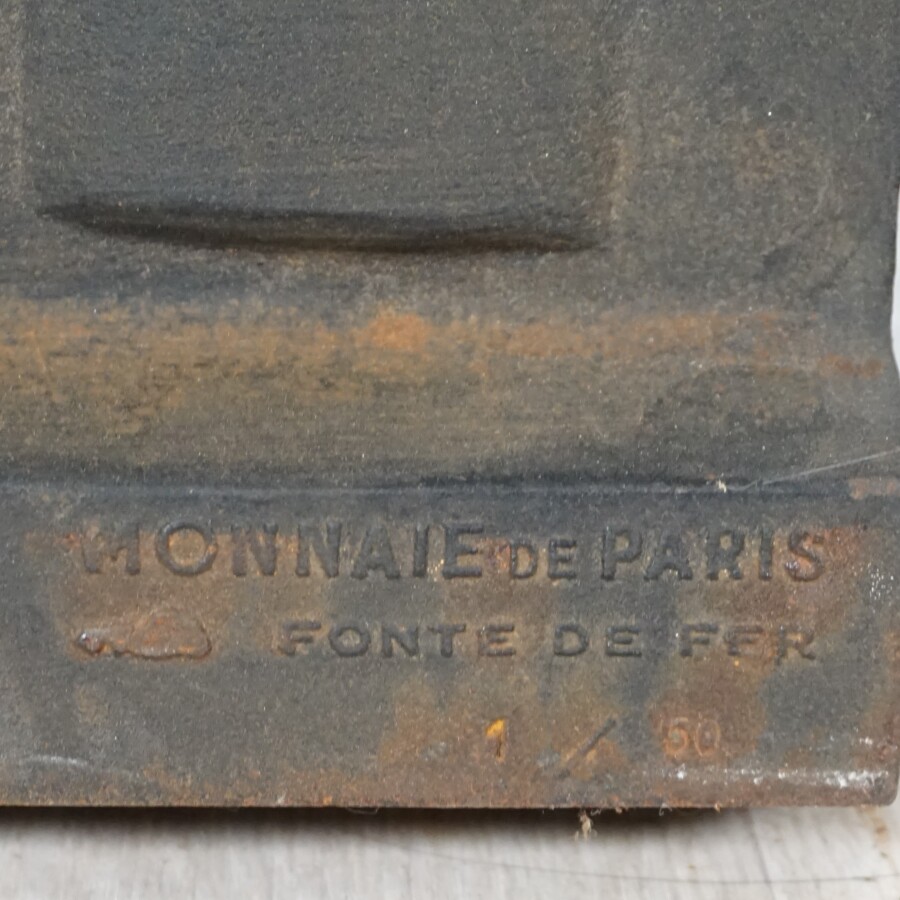 MONNAIE DE PARIS
FONTE DE FER
1 / 50